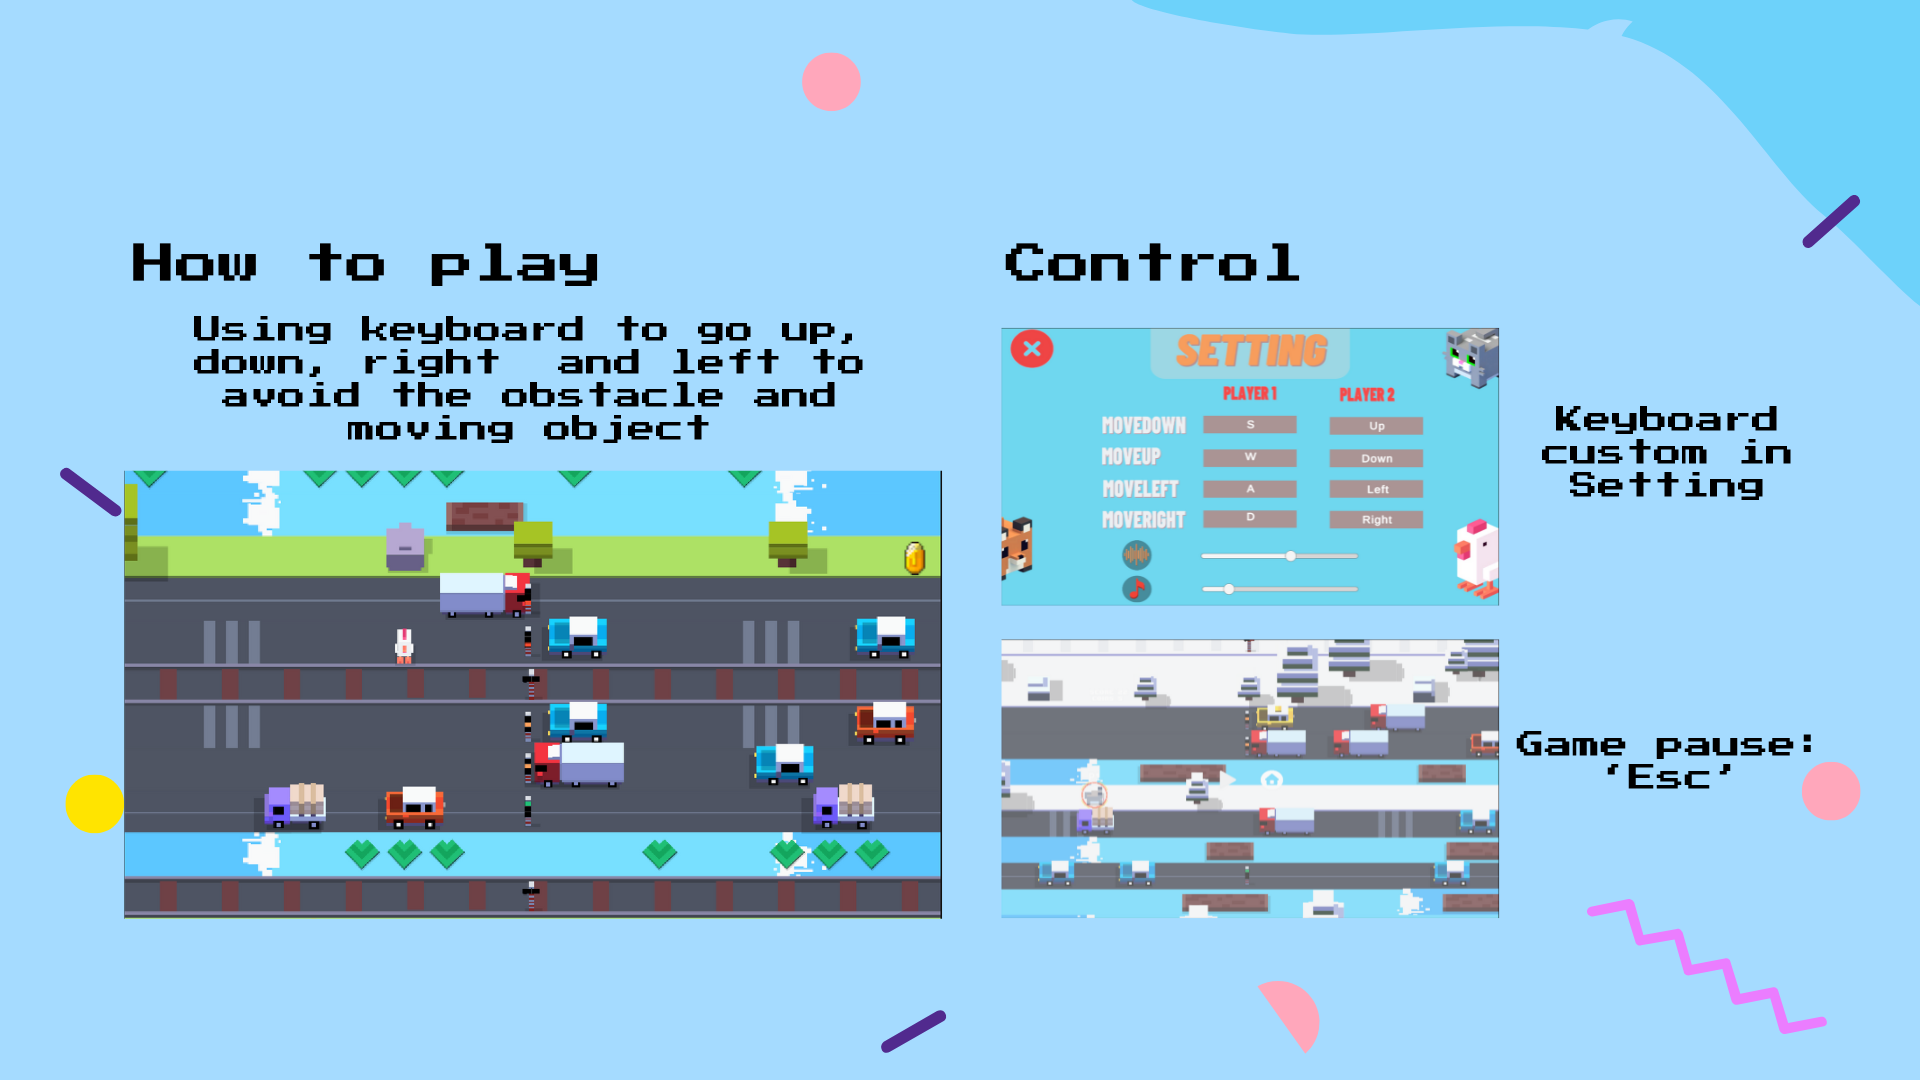 How to play
Using keyboard to go up,
down, right and left to
avoid the obstacle and
moving object
Control
SETTING
PLAYER 1 PLAYER 2
MOVEDOWN S Up
MOVEUP W Down
MOVELEFT A Left
MOVERIGHT D Right
Keyboard
custom in
Setting
Game pause:
‘Esc’